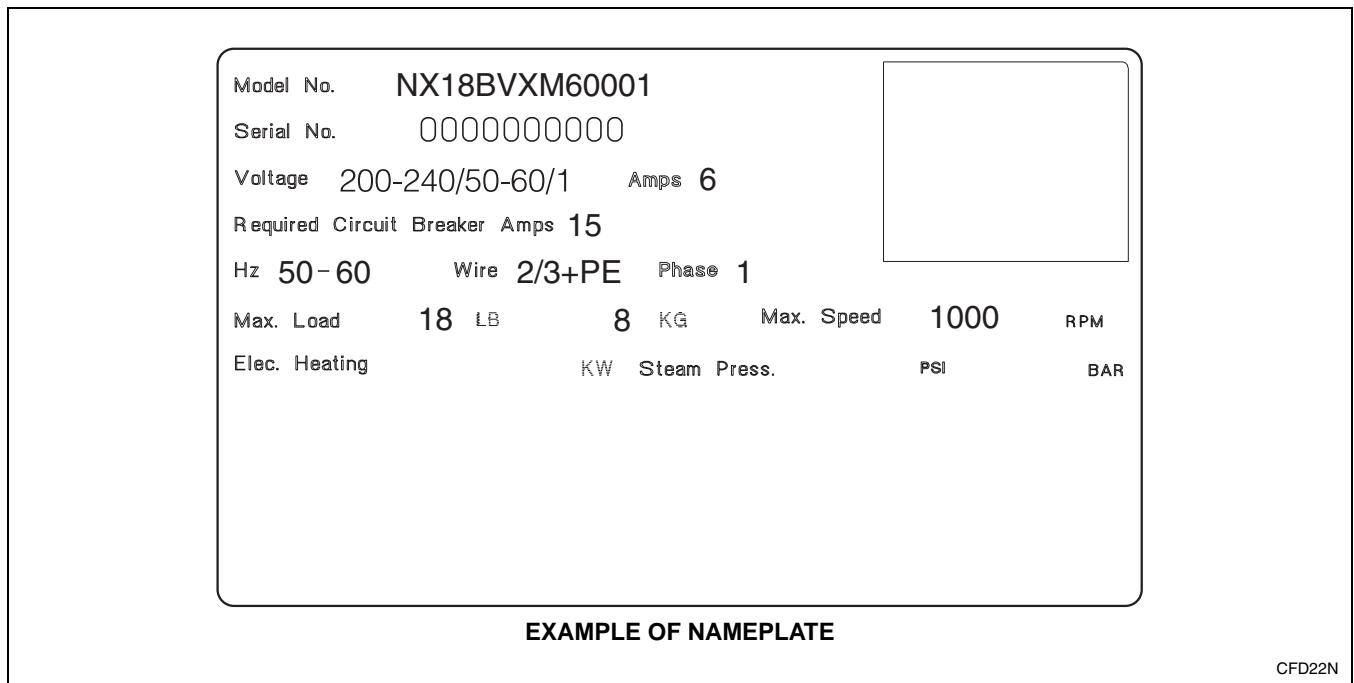 Model No. NX18BVXM60001
Serial No. 0000000000
Voltage 200-240/50-60/1 Amps 6
Required Circuit Breaker Amps 15
Hz 50-60 Wire 2/3+PE Phase 1
Max. Load 18 LB 8 KG Max. Speed 1000 RPM
Elec. Heating KW Steam Press. PSI BAR
EXAMPLE OF NAMEPLATE
CFD22N